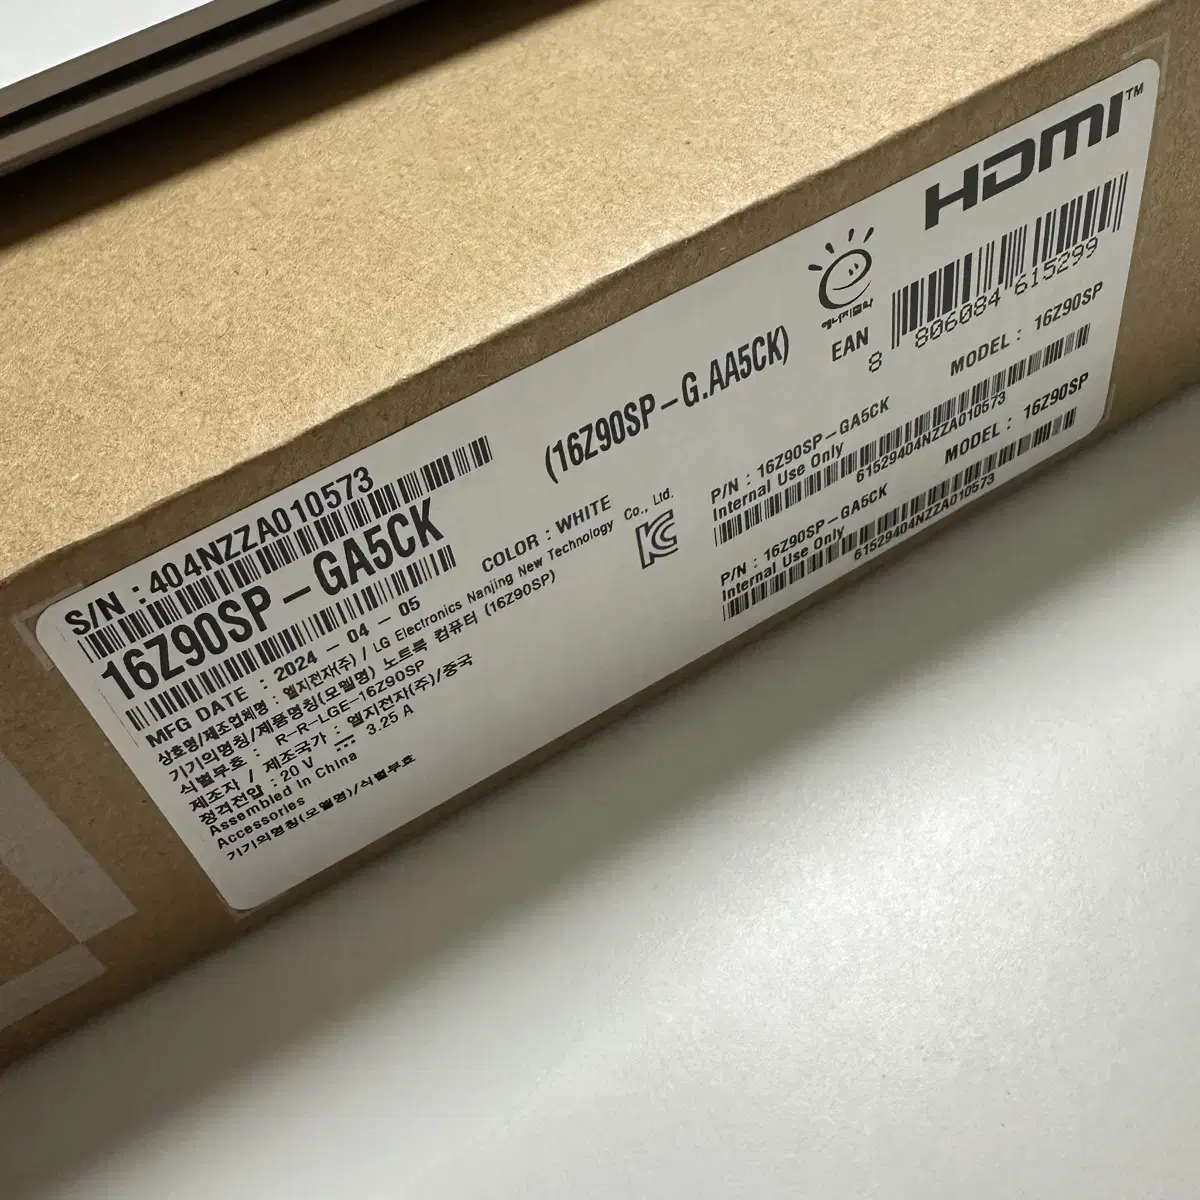 HDMI™
에너지절약
EAN
8 806084 615299
S/N : 404NZZA010573
16Z90SP-GA5CK
(16Z90SP-G.AA5CK)
MFG DATE : 2024 - 04 - 05
COLOR : WHITE
상호명/제조업체명 : 엘지전자(주) / LG Electronics Nanjing New Technology Co., Ltd.
기기의명칭/제품명칭(모델명) 노트북 컴퓨터 (16Z90SP)
식별부호 : R-R-LGE-16Z90SP
제조자 / 제조국가 : 엘지전자(주)/중국
정격전압 : 20 V ⎓ 3.25 A
Assembled in China
Accessories
기기의명칭(모델명)/식별부호
P/N : 16Z90SP-GA5CK
MODEL : 16Z90SP
Internal Use Only
61529404NZZA010573
P/N : 16Z90SP-GA5CK
MODEL : 16Z90SP
Internal Use Only
61529404NZZA010573